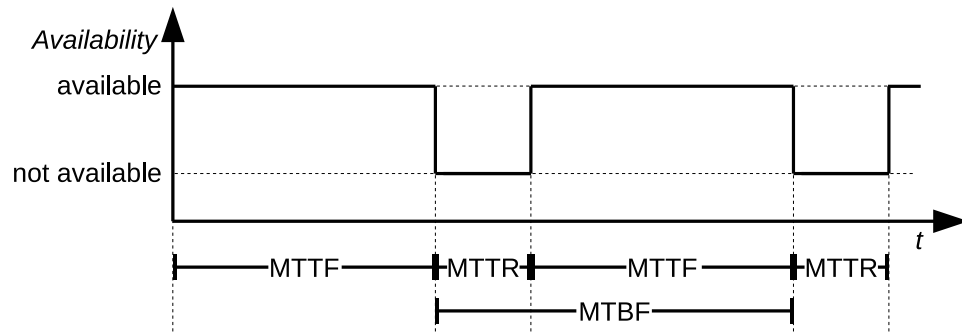 Availability
available
not available
t
MTTF MTTR MTTF MTTR
MTBF